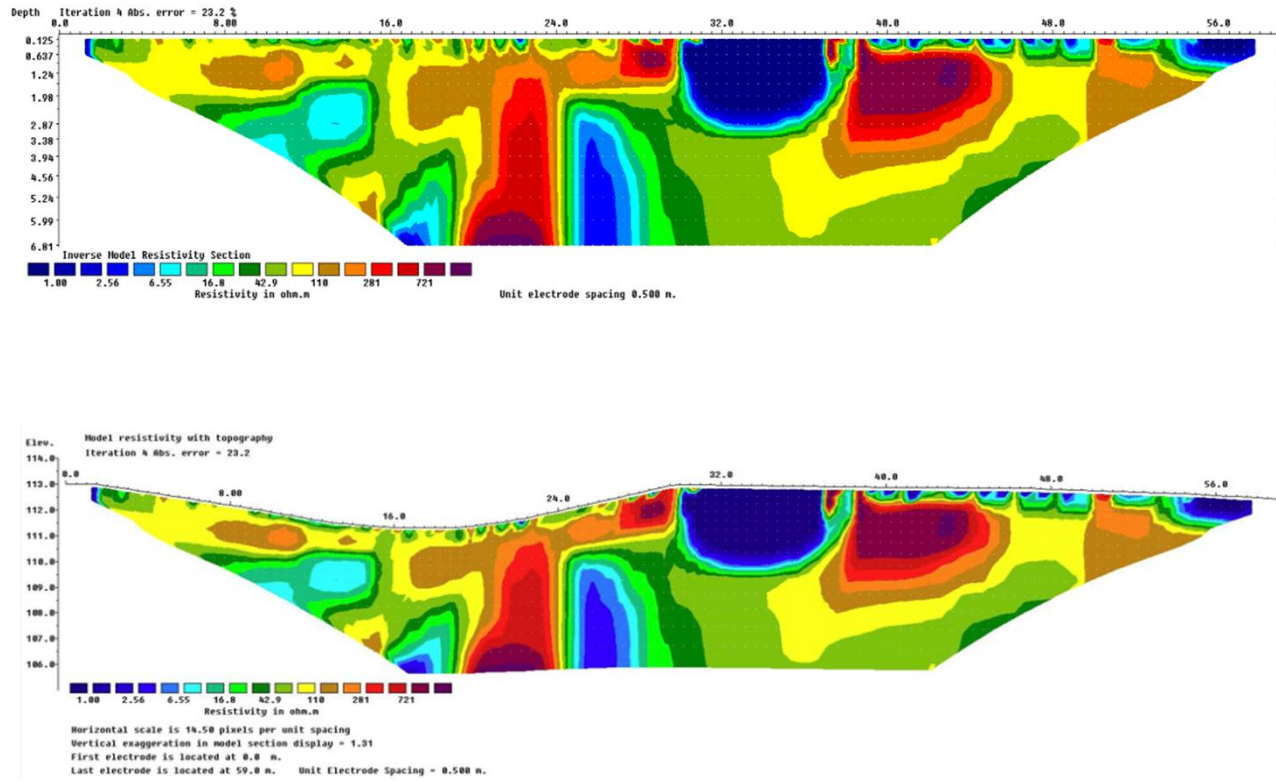 Depth Iteration 4 Abs. error = 23.2 %
0.0 8.00 16.0 24.0 32.0 40.0 48.0 56.0
0.125
0.637
1.24
1.98
2.87
3.38
3.94
4.56
5.24
5.99
6.81
Inverse Model Resistivity Section
1.00 2.56 6.55 16.8 42.9 110 281 721
Resistivity in ohm.m Unit electrode spacing 0.500 m.
Model resistivity with topography
Elev.
Iteration 4 Abs. error = 23.2
114.0
0.0 8.00 16.0 24.0 32.0 40.0 48.0 56.0
113.0
112.0
111.0
110.0
109.0
108.0
107.0
106.0
1.00 2.56 6.55 16.8 42.9 110 281 721
Resistivity in ohm.m
Horizontal scale is 14.50 pixels per unit spacing
Vertical exaggeration in model section display = 1.31
First electrode is located at 0.0 m.
Last electrode is located at 59.0 m. Unit Electrode Spacing = 0.500 m.